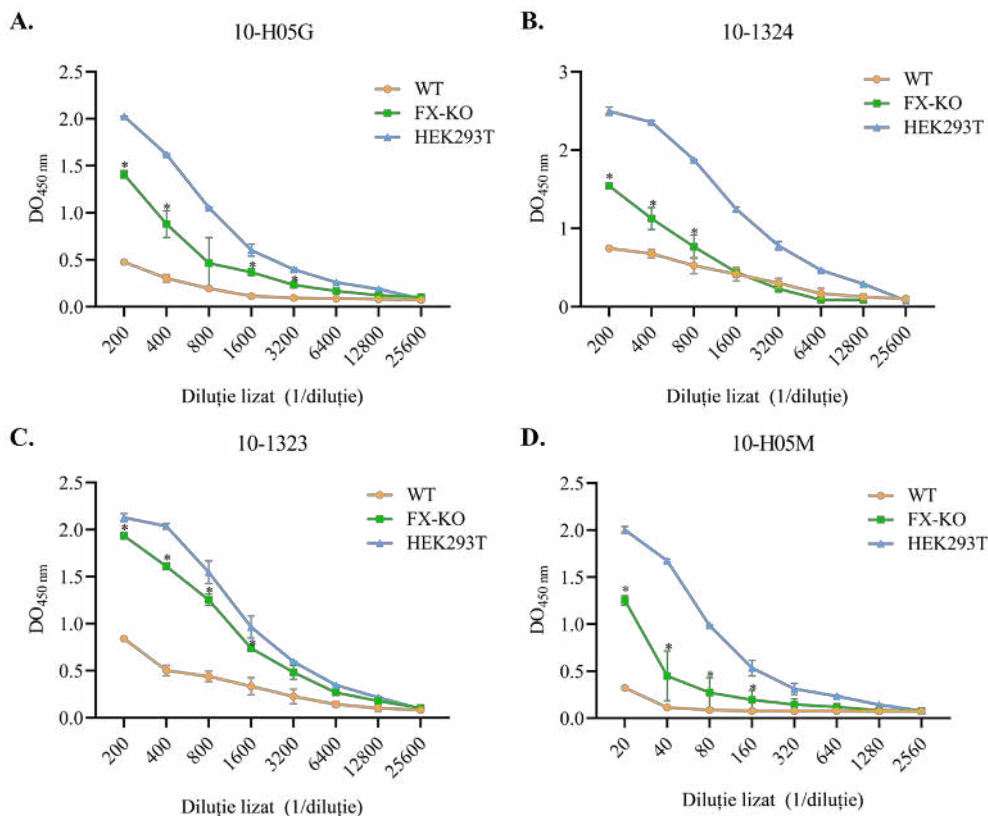 A.
10-H05G
2.5
2.0
1.5
1.0
0.5
0.0
DO450 nm
WT
FX-KO
HEK293T
*
*
*
*
200 400 800 1600 3200 6400 12800 25600
Diluție lizat (1/diluție)
B.
10-1324
3
2
1
0
DO450 nm
WT
FX-KO
HEK293T
*
*
*
200 400 800 1600 3200 6400 12800 25600
Diluție lizat (1/diluție)
C.
10-1323
2.5
2.0
1.5
1.0
0.5
0.0
DO450 nm
WT
FX-KO
HEK293T
*
*
*
*
200 400 800 1600 3200 6400 12800 25600
Diluție lizat (1/diluție)
D.
10-H05M
2.5
2.0
1.5
1.0
0.5
0.0
DO450 nm
WT
FX-KO
HEK293T
*
*
*
*
20 40 80 160 320 640 1280 2560
Diluție lizat (1/diluție)